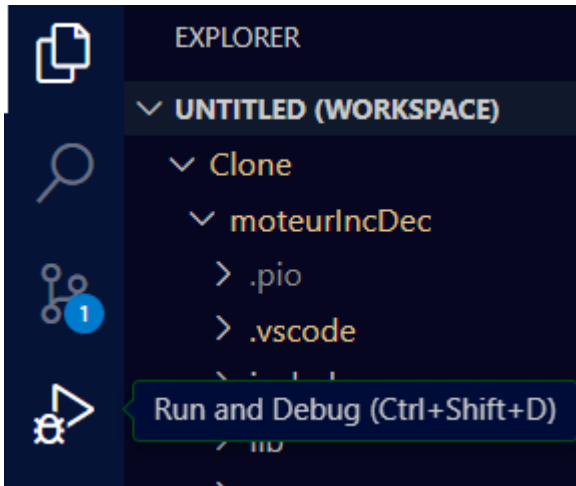 EXPLORER
UNTITLED (WORKSPACE)
Clone
moteurIncDec
.pio
.vscode
1
Run and Debug (Ctrl+Shift+D)
lib